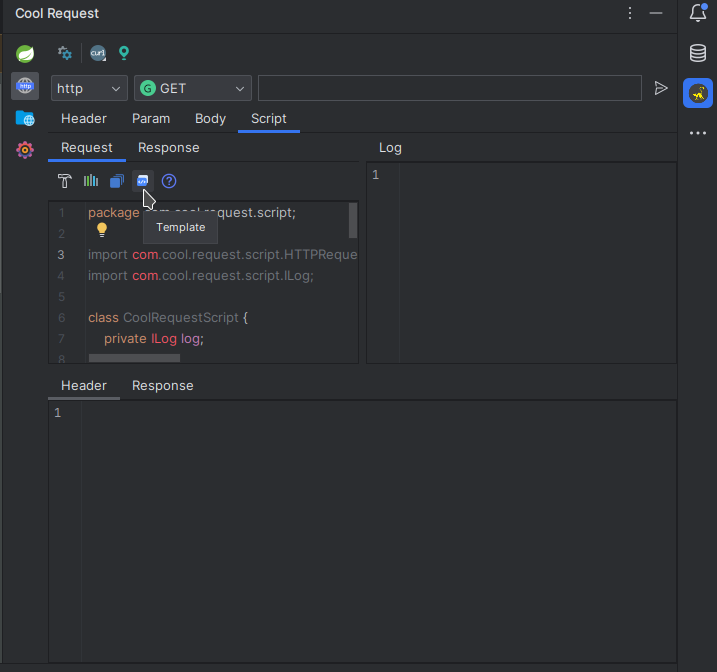 Cool Request
curl
http
http
G GET
Header Param Body Script
Request Response
Log
1
1 package com.cool.request.script;
Template
2
3 import com.cool.request.script.HTTPReque
4 import com.cool.request.script.ILog;
5
6 class CoolRequestScript {
7 private ILog log;
8
Header Response
1